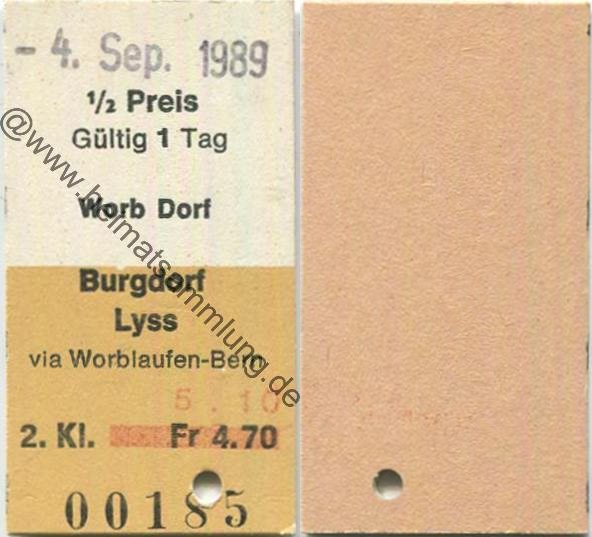 - 4. Sep. 1989
1/2 Preis
Gültig 1 Tag
Worb Dorf
Burgdorf
Lyss
via Worblaufen-Bern
5.10
2. Kl. Fr 4.70
00185
@www.heimatsammlung.de